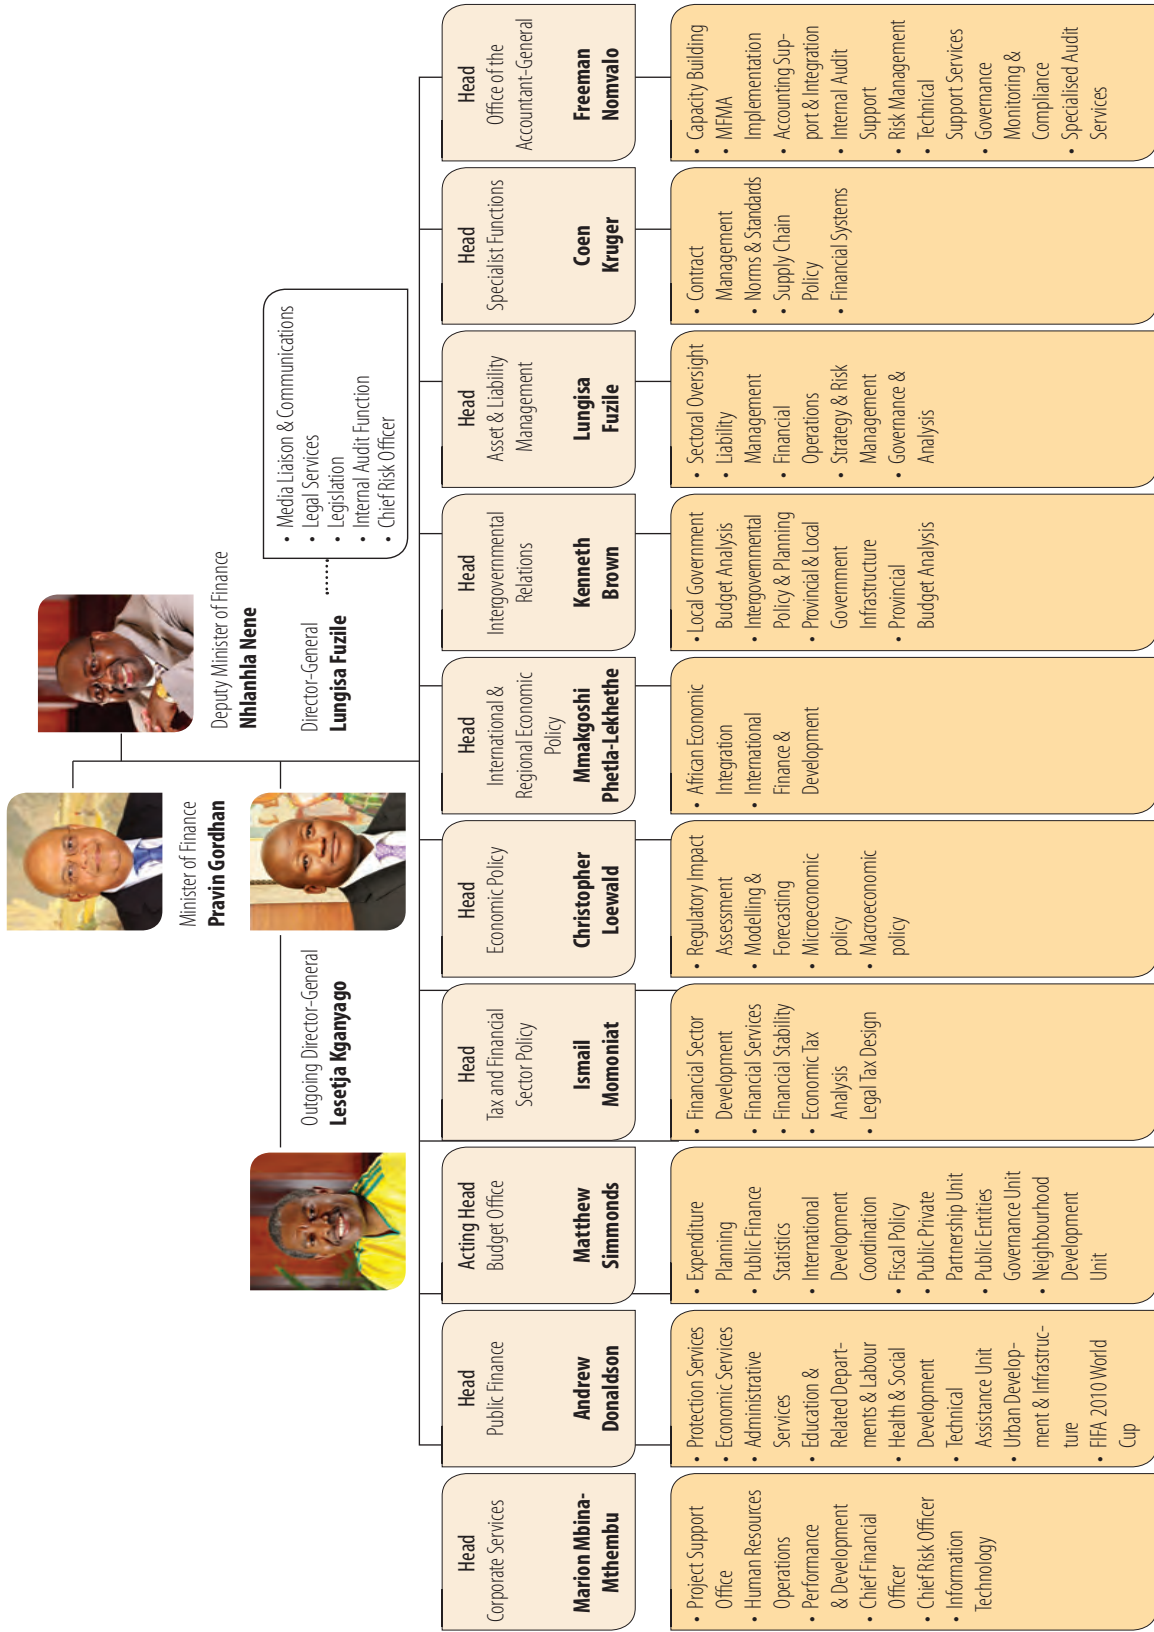 Minister of Finance
Pravin Gordhan
Deputy Minister of Finance
Nhlanhla Nene
Outgoing Director-General
Lesetja Kganyago
Director-General
Lungisa Fuzile
• Media Liaison & Communications
• Legal Services
• Legislation
• Internal Audit Function
• Chief Risk Officer
Head
Corporate Services
Marion Mbina-
Mthembu
• Project Support
Office
• Human Resources
Operations
• Performance
& Development
• Chief Financial
Officer
• Chief Risk Officer
• Information
Technology
Head
Public Finance
Andrew
Donaldson
• Protection Services
• Economic Services
• Administrative
Services
• Education &
Related Depart-
ments & Labour
• Health & Social
Development
• Technical
Assistance Unit
• Urban Develop-
ment & Infrastruc-
ture
• FIFA 2010 World
Cup
Acting Head
Budget Office
Mathew
Simmonds
• Expenditure
Planning
• Public Finance
Statistics
• International
Development
Coordination
• Fiscal Policy
• Public Private
Partnership Unit
• Public Entities
Governance Unit
• Neighbourhood
Development
Unit
Head
Tax and Financial
Sector Policy
Ismail
Momoniat
• Financial Sector
Development
• Financial Services
• Financial Stability
• Economic Tax
Analysis
• Legal Tax Design
Head
Economic Policy
Christopher
Loewald
• Regulatory Impact
Assessment
• Modelling &
Forecasting
• Microeconomic
policy
• Macroeconomic
policy
Head
International &
Regional Economic
Policy
Mmakgoshi
Phetla-Lekhethe
• African Economic
Integration
• International
Finance &
Development
Head
Intergovernmental
Relations
Kenneth
Brown
• Local Government
Budget Analysis
• Intergovernmental
Policy & Planning
• Provincial & Local
Government
Infrastructure
• Provincial
Budget Analysis
Head
Asset & Liability
Management
Lungisa
Fuzile
• Sectoral Oversight
• Liability
Management
• Financial
Operations
• Strategy & Risk
Management
• Governance &
Analysis
Head
Specialist Functions
Coen
Kruger
• Contract
Management
• Norms & Standards
• Supply Chain
Policy
• Financial Systems
Head
Office of the
Accountant-General
Freeman
Nomvalo
• Capacity Building
• MFMA
Implementation
• Accounting Sup-
port & Integration
• Internal Audit
Support
• Risk Management
• Technical
Support Services
• Governance
Monitoring &
Compliance
• Specialised Audit
Services